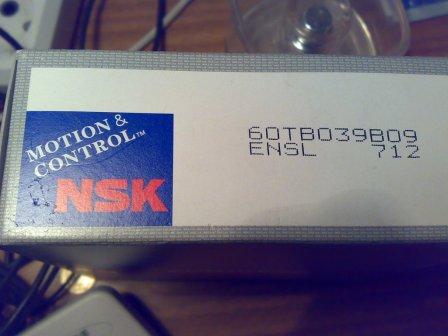 MOTION &
CONTROL™
NSK
60TB039B09
ENSL 712